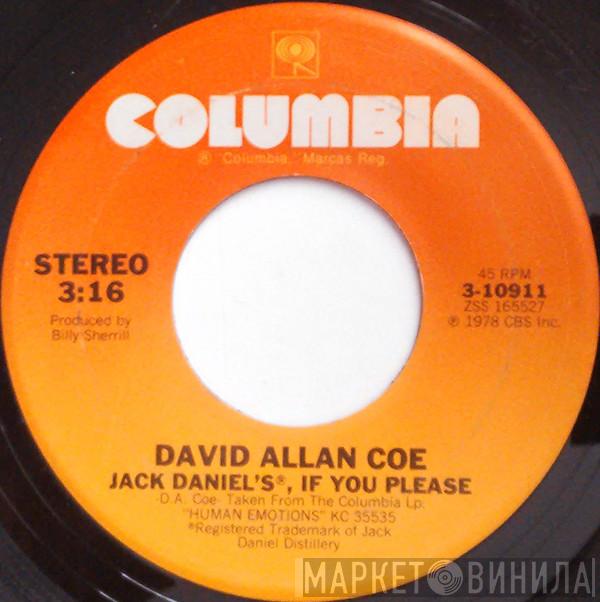 COLUMBIA
® "Columbia," Marcas Reg.
STEREO
3:16
Produced by
Billy Sherrill
45 RPM
3-10911
ZSS 165527
℗ 1978 CBS Inc.
DAVID ALLAN COE
JACK DANIEL'S®, IF YOU PLEASE
-D.A. Coe- Taken From The Columbia Lp:
"HUMAN EMOTIONS" KC 35535
®Registered Trademark of Jack
Daniel Distillery
МАРКЕТ ВИНИЛА